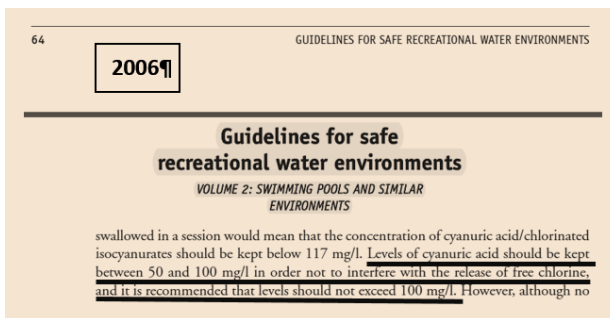 64
GUIDELINES FOR SAFE RECREATIONAL WATER ENVIRONMENTS
2006¶
Guidelines for safe
recreational water environments
VOLUME 2: SWIMMING POOLS AND SIMILAR
ENVIRONMENTS
swallowed in a session would mean that the concentration of cyanuric acid/chlorinated
isocyanurates should be kept below 117 mg/l. Levels of cyanuric acid should be kept
between 50 and 100 mg/l in order not to interfere with the release of free chlorine,
and it is recommended that levels should not exceed 100 mg/l. However, although no